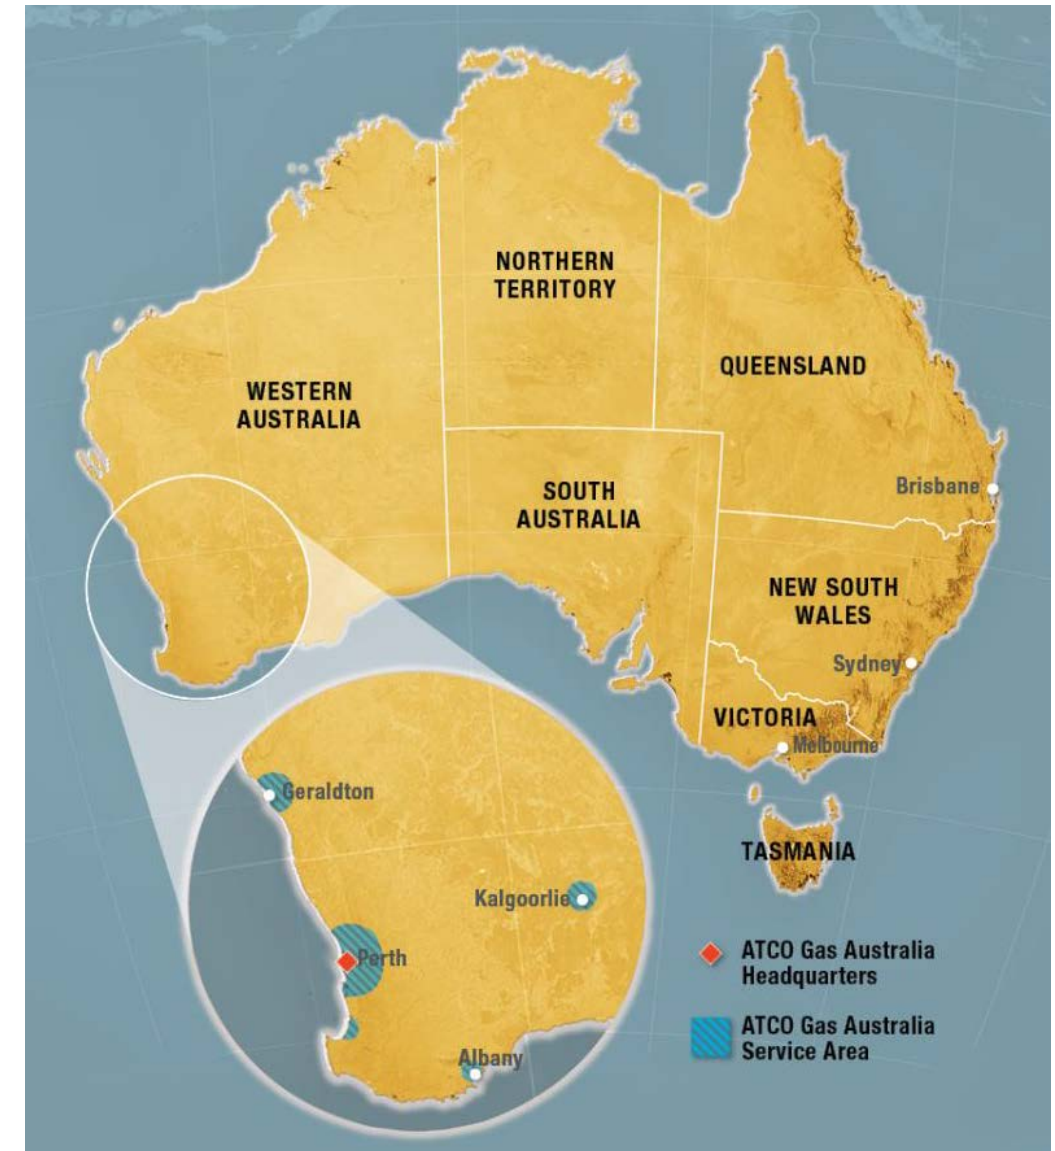 NORTHERN
TERRITORY
QUEENSLAND
WESTERN
AUSTRALIA
SOUTH
AUSTRALIA
Brisbane
NEW SOUTH
WALES
Sydney
VICTORIA
Melbourne
Geraldton
TASMANIA
Kalgoorlie
Perth
Albany
ATCO Gas Australia
Headquarters
ATCO Gas Australia
Service Area